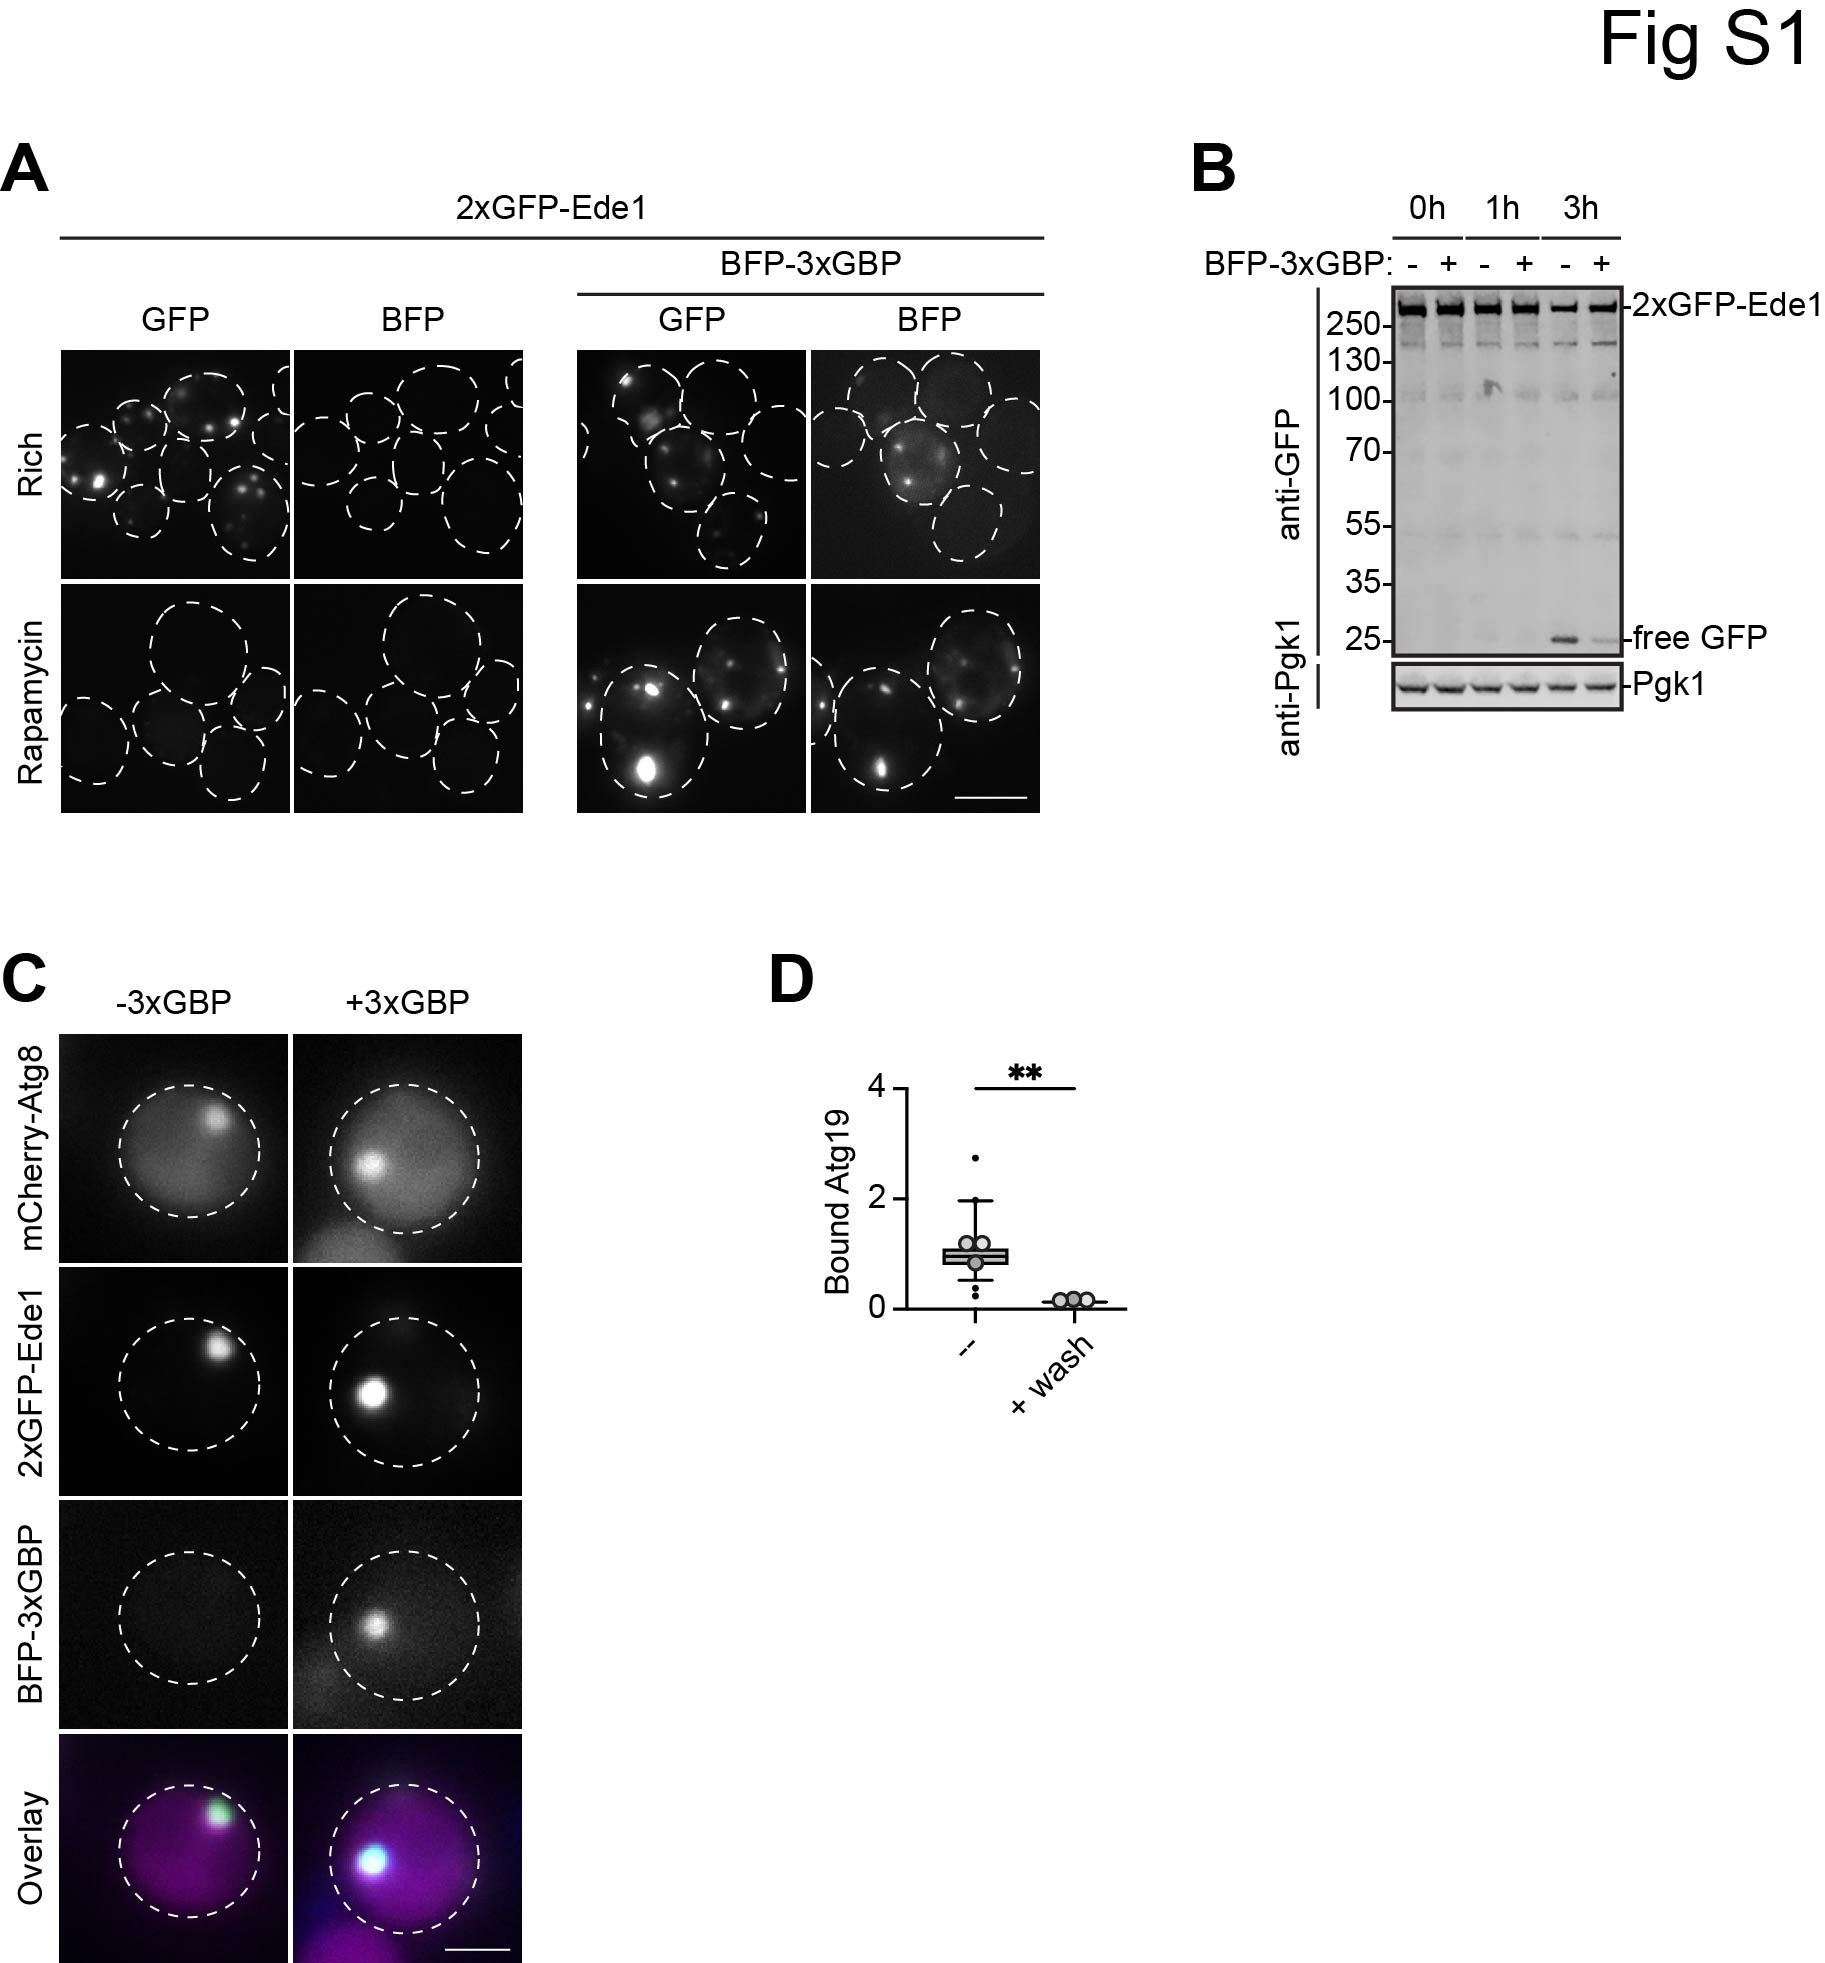 Fig S1
A
2xGFP-Ede1
BFP-3xGBP
GFP
BFP
GFP
BFP
Rich
Rapamycin
B
0h 1h 3h
BFP-3xGBP: - + - + - +
-2xGFP-Ede1
250-
130-
100-
70-
55-
35-
25-
-free GFP
-Pgk1
anti-GFP
anti-Pgk1
C
-3xGBP
+3xGBP
mCherry-Atg8
2xGFP-Ede1
BFP-3xGBP
Overlay
D
**
Bound Atg19
4
2
0
--
+ wash